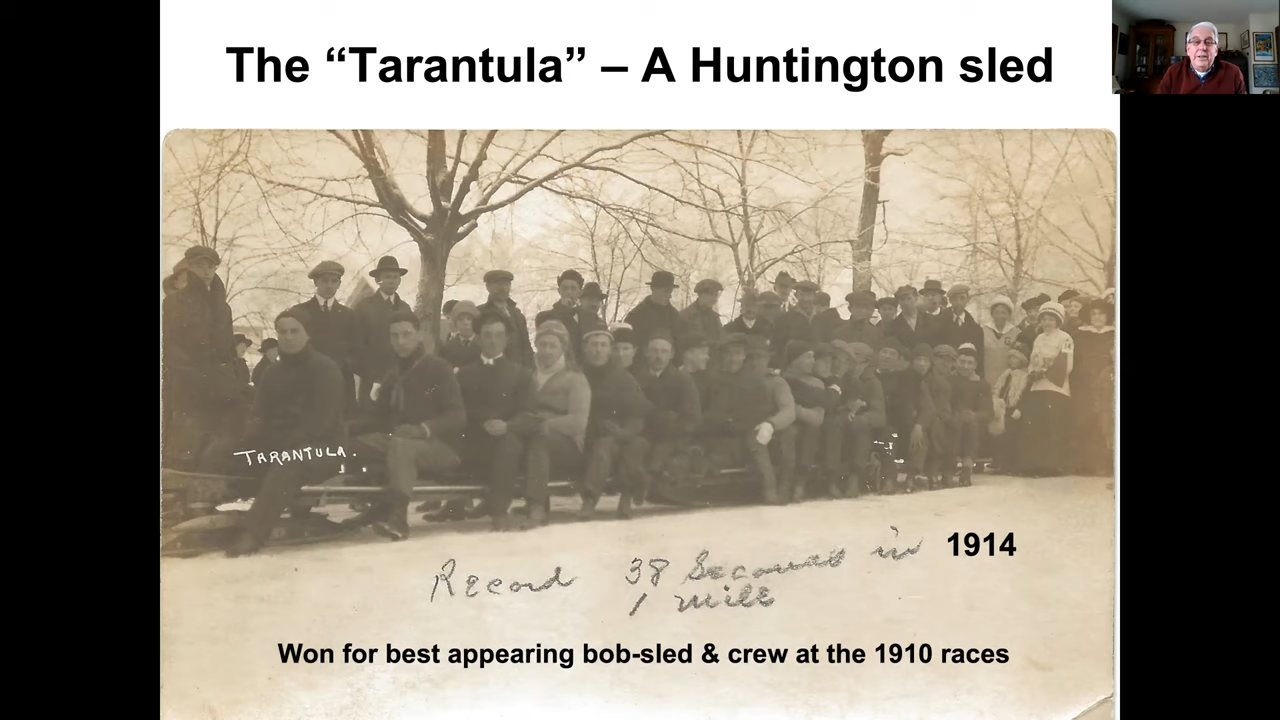 The “Tarantula” – A Huntington sled
TARANTULA.
Record 38 Seconds in 1914
1 mile
Won for best appearing bob-sled & crew at the 1910 races